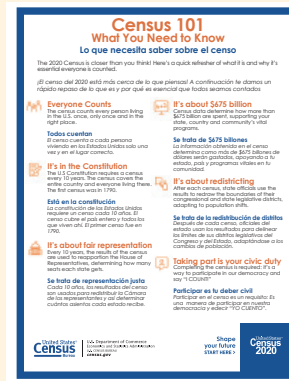 Census 101
What You Need to Know
Lo que necesita saber sobre el censo
The 2020 Census is closer than you think! Here's a quick refresher of what it is and why it's
essential everyone is counted.
¡El censo del 2020 está más cerca de lo que piensas! A continuación te damos un
rápido repaso de lo que es y por qué es esencial que todos seamos contados.
Everyone Counts
The census counts every person living
in the U.S. once, only once and in the
right place.
Todos cuentan
El censo cuenta a cada persona
viviendo en los Estados Unidos solo una
vez y en el lugar correcto.
It's in the Constitution
The U.S Constitution requires a census
every 10 years. The census covers the
entire country and everyone living there.
The first census was in 1790.
Está en la constitución
La constitución de los Estados Unidos
requiere un censo cada 10 años. El
censo cubre el país entero y todos los
que viven ahí. El primer censo fue en
1790.
It's about fair representation
Every 10 years, the results of the census
are used to reapportion the House of
Representatives, determining how many
seats each state gets.
Se trata de representación justa
Cada 10 años, los resultados del censo
son usados para redistribuir la Cámara
de los representantes y así determinar
cuántos asientos cada estado recibe.
It's about $675 billion
Census data determine how more than
$675 billion are spent, supporting your
state, country and community's vital
programs.
Se trata de $675 billones
La información obtenida en el censo
determina como más de $675 billones de
dólares serán gastados, apoyando a tu
estado, país y programas vitales en tu
comunidad.
It's about redistricting
After each census, state officials use the
results to redraw the boundaries of their
congressional and state legislative districts,
adapting to population shifts.
Se trata de la redistribución de distritos
Después de cada censo, oficiales del
estado usan los resultados para delinear
los límites de sus distritos legislativos del
Congreso y del Estado, adaptándose a los
cambios de población.
Taking part is your civic duty
Completing the census is required: it's a
way to participate in our democracy and
say "I COUNT!"
Participar es tu deber civil
Participar en el censo es un requisito: Es
una manera de participar en nuestra
democracia y edecir "YO CUENTO".
United States®
Census
Bureau
U.S. Department of Commerce
Economics and Statistics Administration
U.S. CENSUS BUREAU
census.gov
Shape
your future
START HERE >
United States®
Census
2020